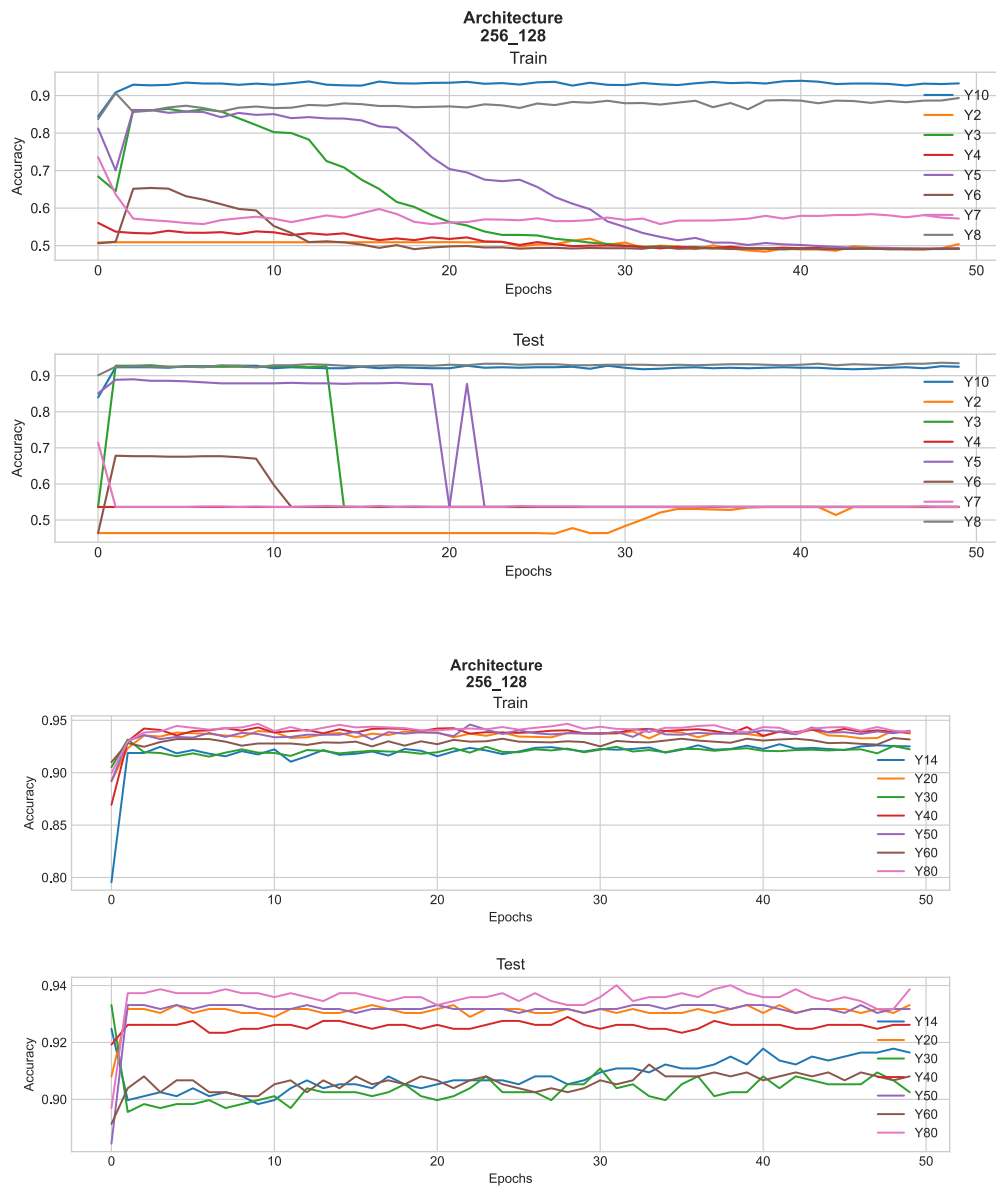 Architecture
256_128
Train
0.9
0.8
0.7
0.6
0.5
Accuracy
0 10 20 30 40 50
Epochs
Y10
Y2
Y3
Y4
Y5
Y6
Y7
Y8
Test
0.9
0.8
0.7
0.6
0.5
Accuracy
0 10 20 30 40 50
Epochs
Y10
Y2
Y3
Y4
Y5
Y6
Y7
Y8
Architecture
256_128
Train
0.95
0.90
0.85
0.80
Accuracy
0 10 20 30 40 50
Epochs
Y14
Y20
Y30
Y40
Y50
Y60
Y80
Test
0.94
0.92
0.90
Accuracy
0 10 20 30 40 50
Epochs
Y14
Y20
Y30
Y40
Y50
Y60
Y80